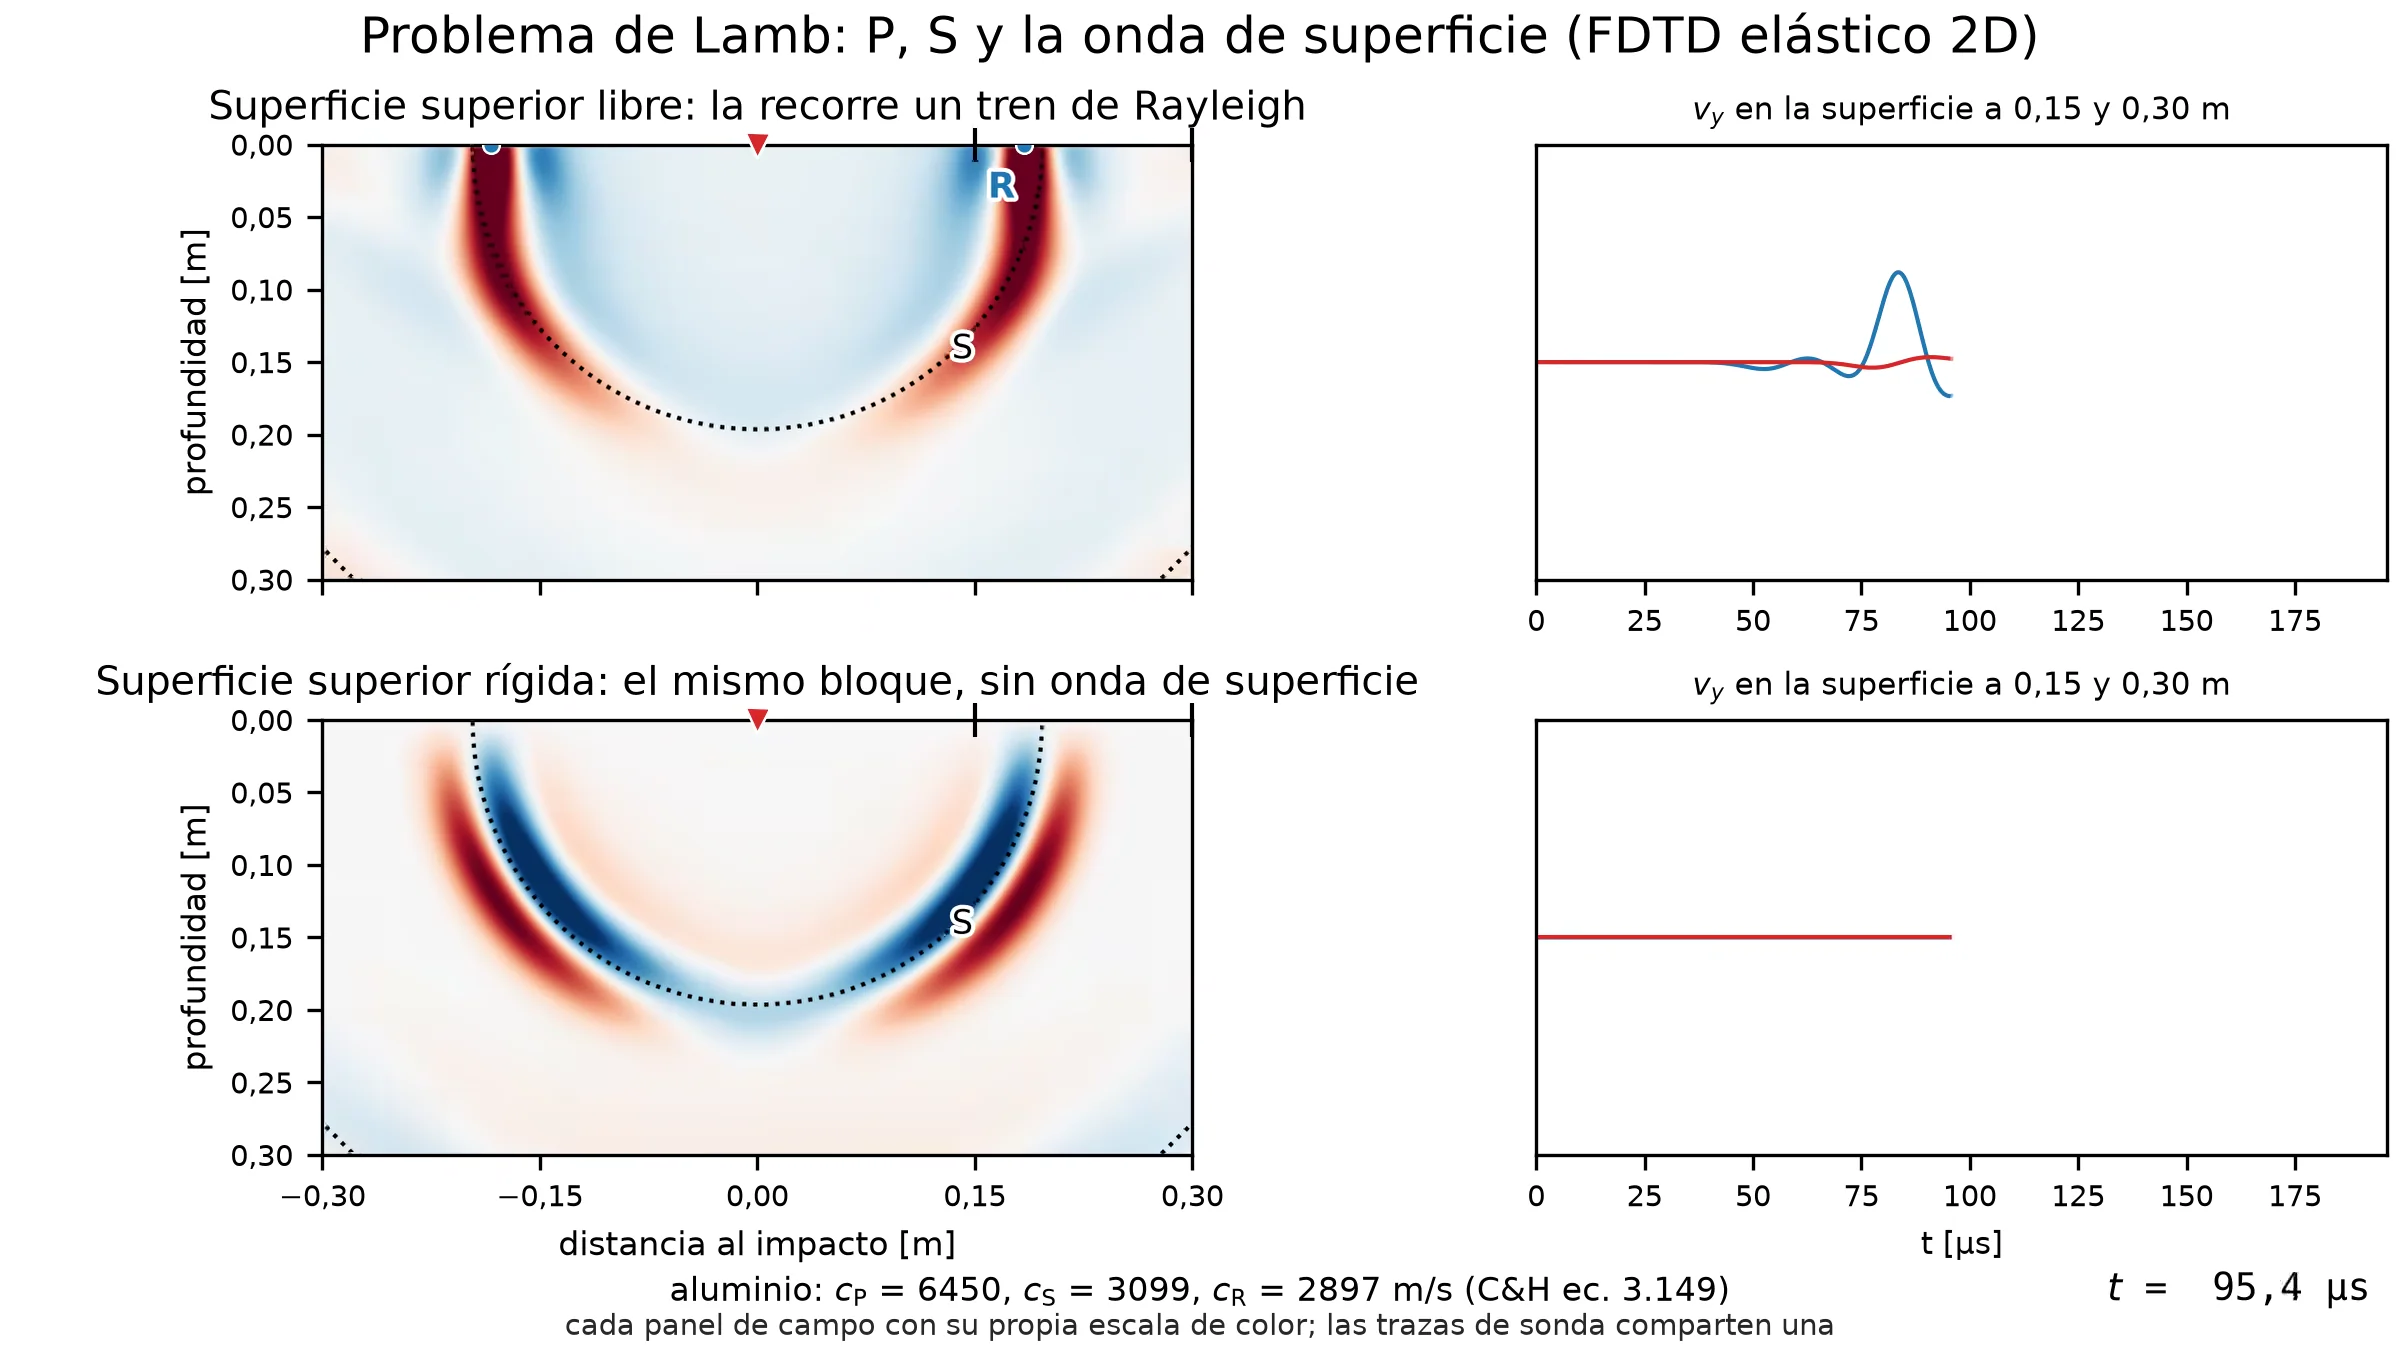 Problema de Lamb: P, S y la onda de superficie (FDTD elástico 2D)
Superficie superior libre: la recorre un tren de Rayleigh
profundidad [m]
0,00
0,05
0,10
0,15
0,20
0,25
0,30
R
S
v_y en la superficie a 0,15 y 0,30 m
0 25 50 75 100 125 150 175
Superficie superior rígida: el mismo bloque, sin onda de superficie
profundidad [m]
0,00
0,05
0,10
0,15
0,20
0,25
0,30
S
−0,30 −0,15 0,00 0,15 0,30
distancia al impacto [m]
v_y en la superficie a 0,15 y 0,30 m
0 25 50 75 100 125 150 175
t [µs]
aluminio: c_P = 6450, c_S = 3099, c_R = 2897 m/s (C&H ec. 3.149)
t = 95,4 µs
cada panel de campo con su propia escala de color; las trazas de sonda comparten una